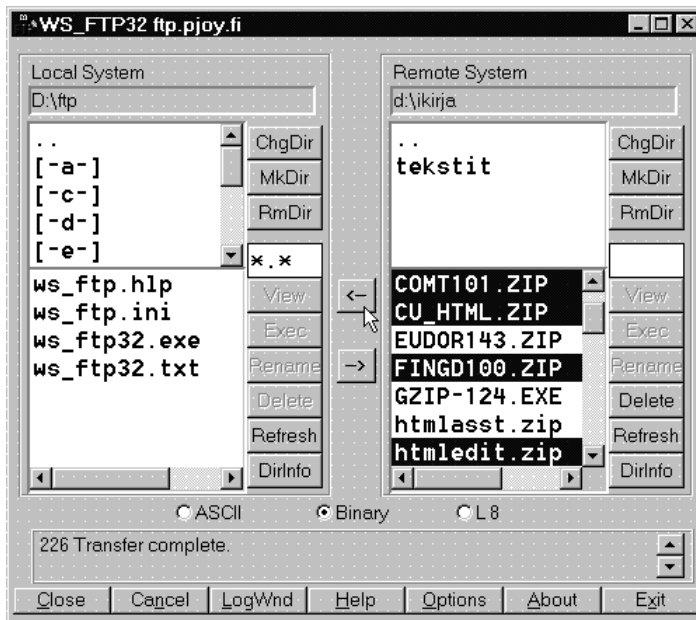 WS_FTP32 ftp.pjoy.fi
Local System
D:\ftp
..
[-a-]
[-c-]
[-d-]
[-e-]
ChgDir
MkDir
RmDir
*.*
ws_ftp.hlp
ws_ftp.ini
ws_ftp32.exe
ws_ftp32.txt
View
Exec
Rename
Delete
Refresh
DirInfo
<-
->
Remote System
d:\ikirja
..
tekstit
ChgDir
MkDir
RmDir
COMT101.ZIP
CU_HTML.ZIP
EUDOR143.ZIP
FINGD100.ZIP
GZIP-124.EXE
htmlasst.zip
htmledit.zip
View
Exec
Rename
Delete
Refresh
DirInfo
ASCII Binary L8
226 Transfer complete.
Close Cancel LogWnd Help Options About Exit